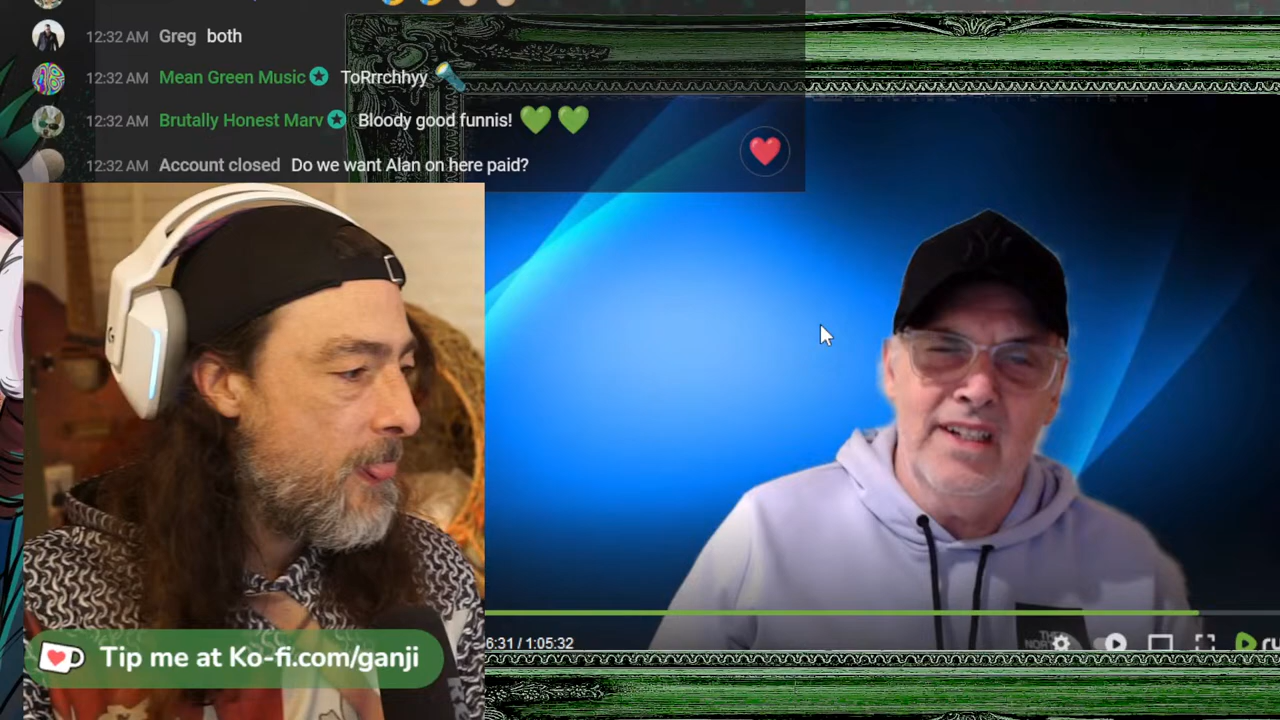 12:32 AM Greg both
12:32 AM Mean Green Music ToRrrchhyy
12:32 AM Brutally Honest Marv Bloody good funnis!
12:32 AM Account closed Do we want Alan on here paid?
6:31 / 1:05:32
Tip me at Ko-fi.com/ganji